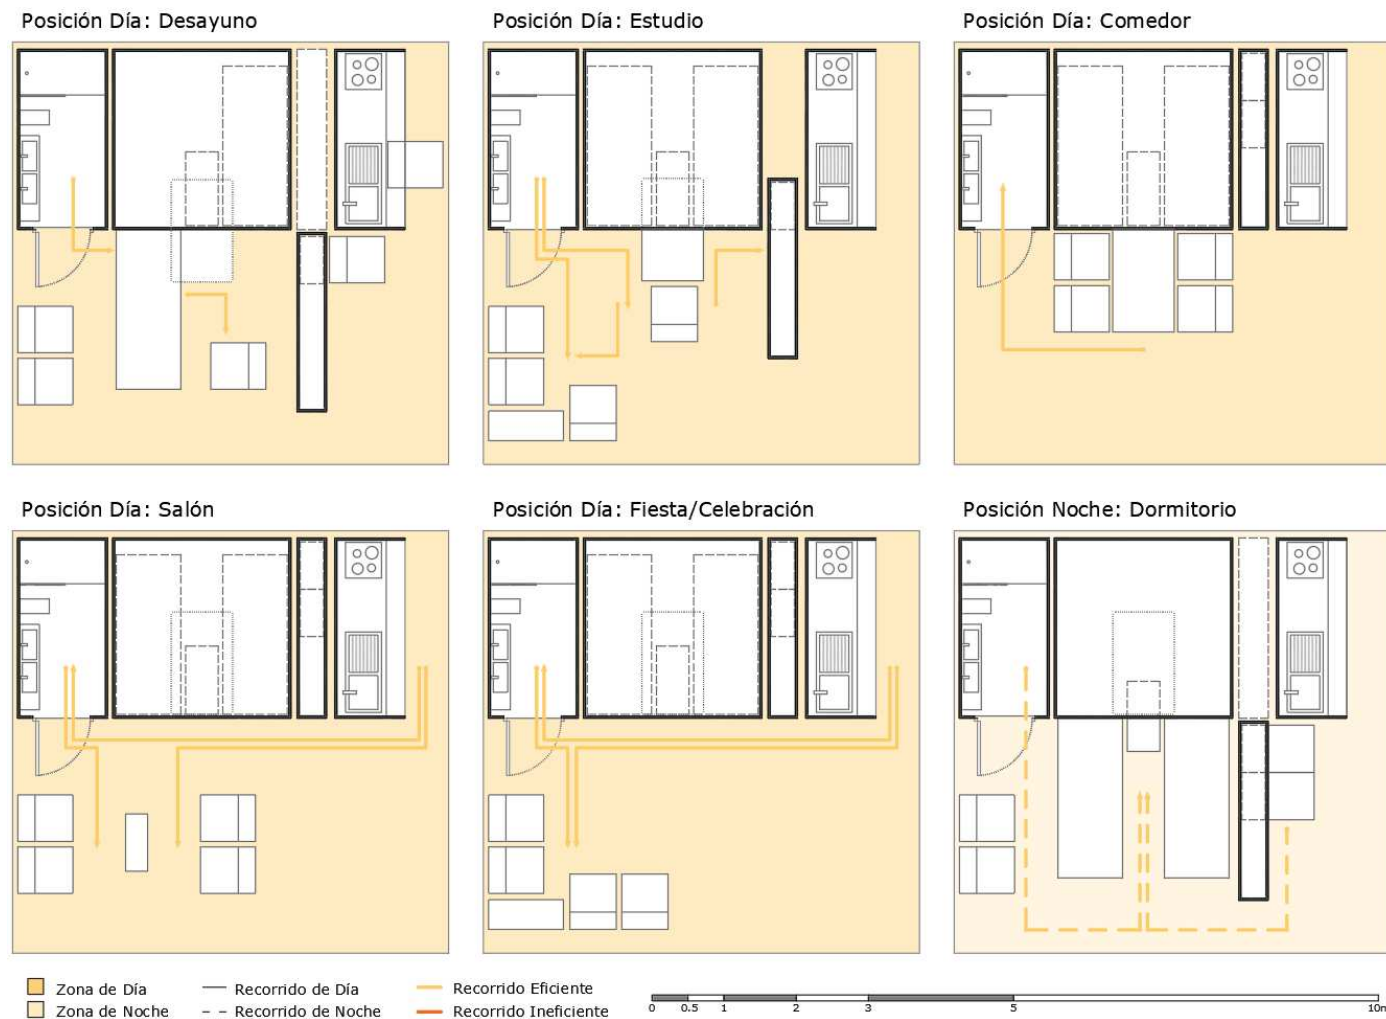 Posición Día: Desayuno
Posición Día: Estudio
Posición Día: Comedor
Posición Día: Salón
Posición Día: Fiesta/Celebración
Posición Noche: Dormitorio
Zona de Día
Zona de Noche
Recorrido de Día
Recorrido de Noche
Recorrido Eficiente
Recorrido Ineficiente
0 0.5 1 2 3 5 10m